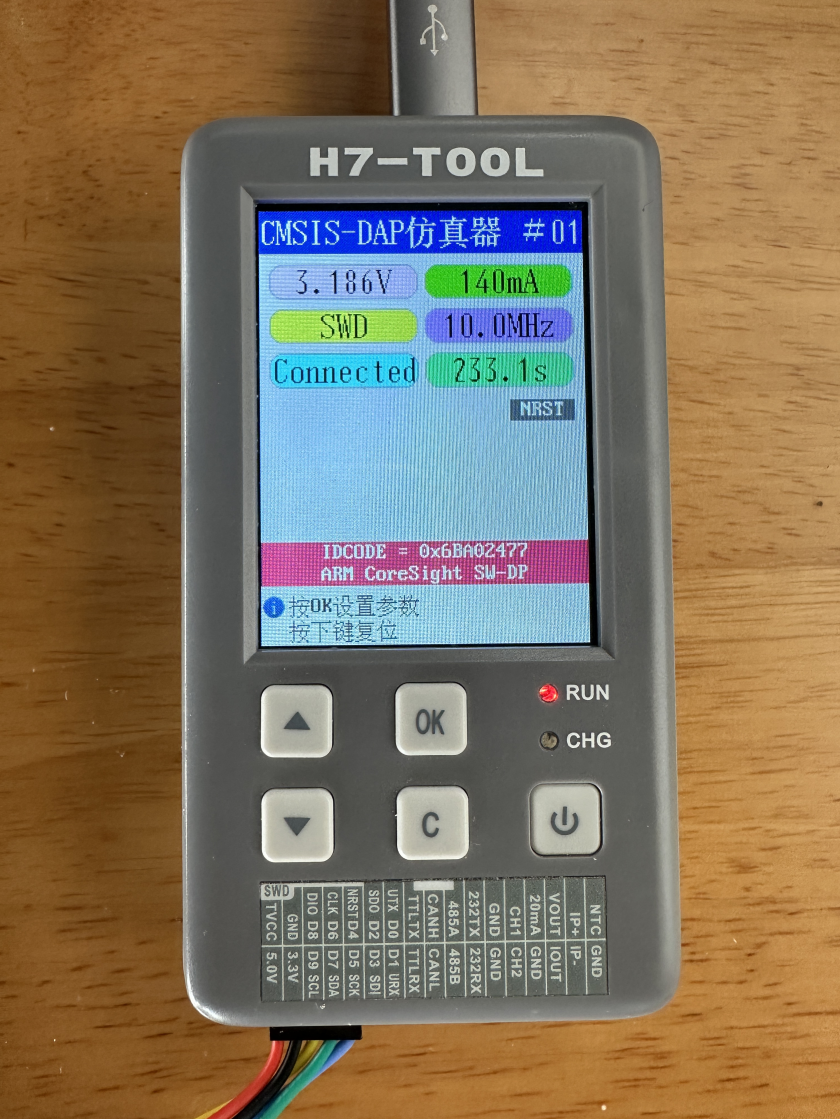 H7-TOOL
CMSIS-DAP仿真器 #01
3.186V 140mA
SWD 10.0MHz
Connected 233.1s
NRST
IDCODE = 0x6BA02477
ARM CoreSight SW-DP
i 按OK设置参数
按下键复位
RUN
OK
CHG
C
SWD
TVCC 5.0V
GND 3.3V
DIO D8 D9 SCL
CLK D6 D7 SDA
NRST D4 D5 SCK
SDO D2 D3 SDI
UTX D0 D1 URX
TTLTX TTLRX
CANH CANL
485A 485B
232TX 232RX
GND GND
CH1 CH2
20mA GND
VOUT IOUT
IP+ IP-
NTC GND